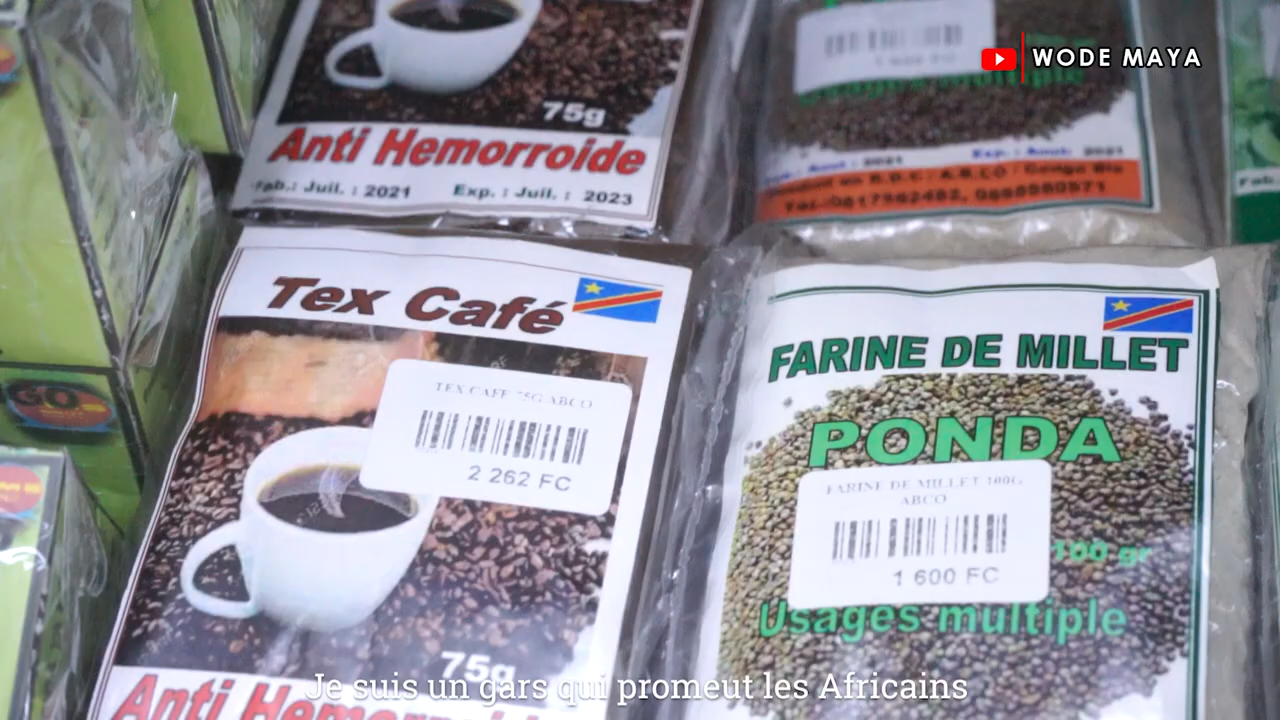 WODE MAYA
75g
Anti Hemorroide
Fab.: Juil. : 2021 Exp. : Juil. : 2023
2021 Exp. : Aout: 2021
Tex Café
TEX CAFE 75G ABCO
2 262 FC
75g
FARINE DE MILLET
PONDA
FARINE DE MILLET 100G
ABCO
1 600 FC
100 gr
Usages multiple
GO
Je suis un gars qui promeut les Africains